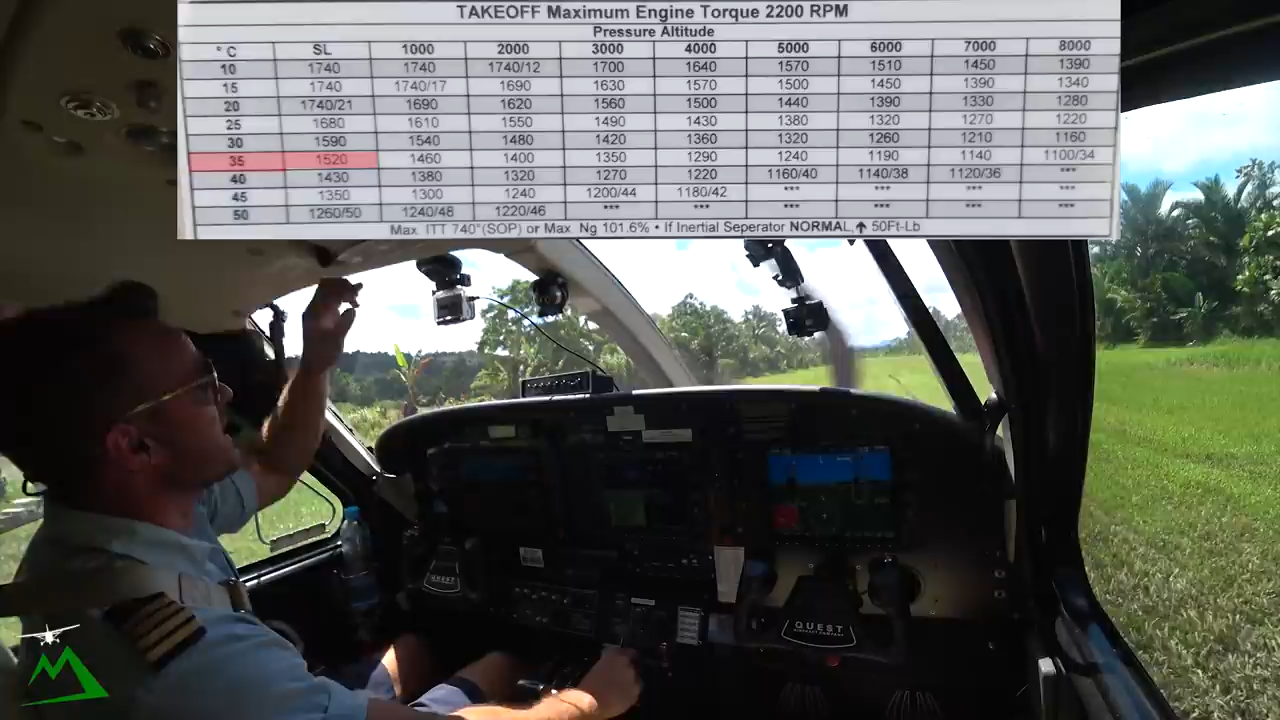 TAKEOFF Maximum Engine Torque 2200 RPM
Pressure Altitude
°C SL 1000 2000 3000 4000 5000 6000 7000 8000
10 1740 1740 1740/12 1700 1640 1570 1510 1450 1390
15 1740 1740/17 1690 1630 1570 1500 1450 1390 1340
20 1740/21 1690 1620 1560 1500 1440 1390 1330 1280
25 1680 1610 1550 1490 1430 1380 1320 1270 1220
30 1590 1540 1480 1420 1360 1320 1260 1210 1160
35 1520 1460 1400 1350 1290 1240 1190 1140 1100/34
40 1430 1380 1320 1270 1220 1160/40 1140/38 1120/36 ***
45 1350 1300 1240 1200/44 1180/42 *** *** *** ***
50 1260/50 1240/48 1220/46 *** *** *** *** *** ***
Max ITT 740°(SOP) or Max Ng 101.6% • If Inertial Seperator NORMAL, ↑ 50Ft-Lb
QUEST
QUEST
AIRCRAFT COMPANY